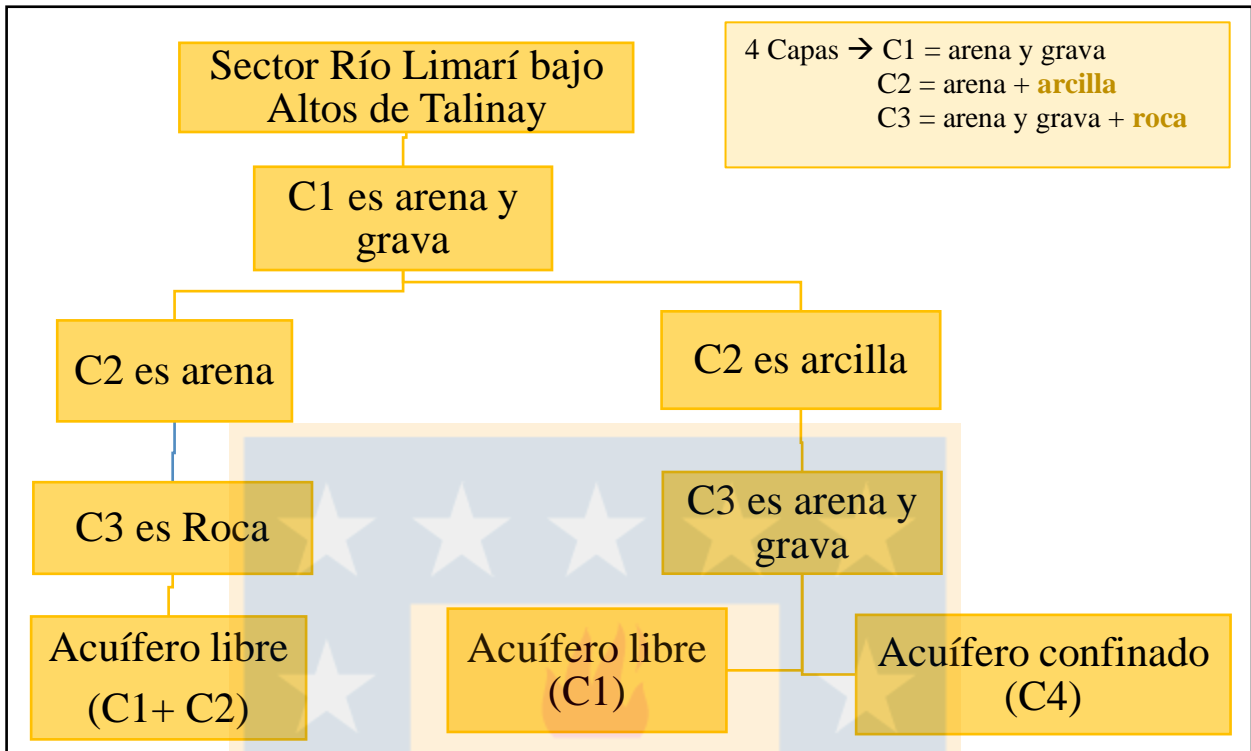 Sector Río Limarí bajo
Altos de Talinay
4 Capas → C1 = arena y grava
C2 = arena + arcilla
C3 = arena y grava + roca
C1 es arena y
grava
C2 es arena
C2 es arcilla
C3 es Roca
C3 es arena y
grava
Acuífero libre
(C1+ C2)
Acuífero libre
(C1)
Acuífero confinado
(C4)